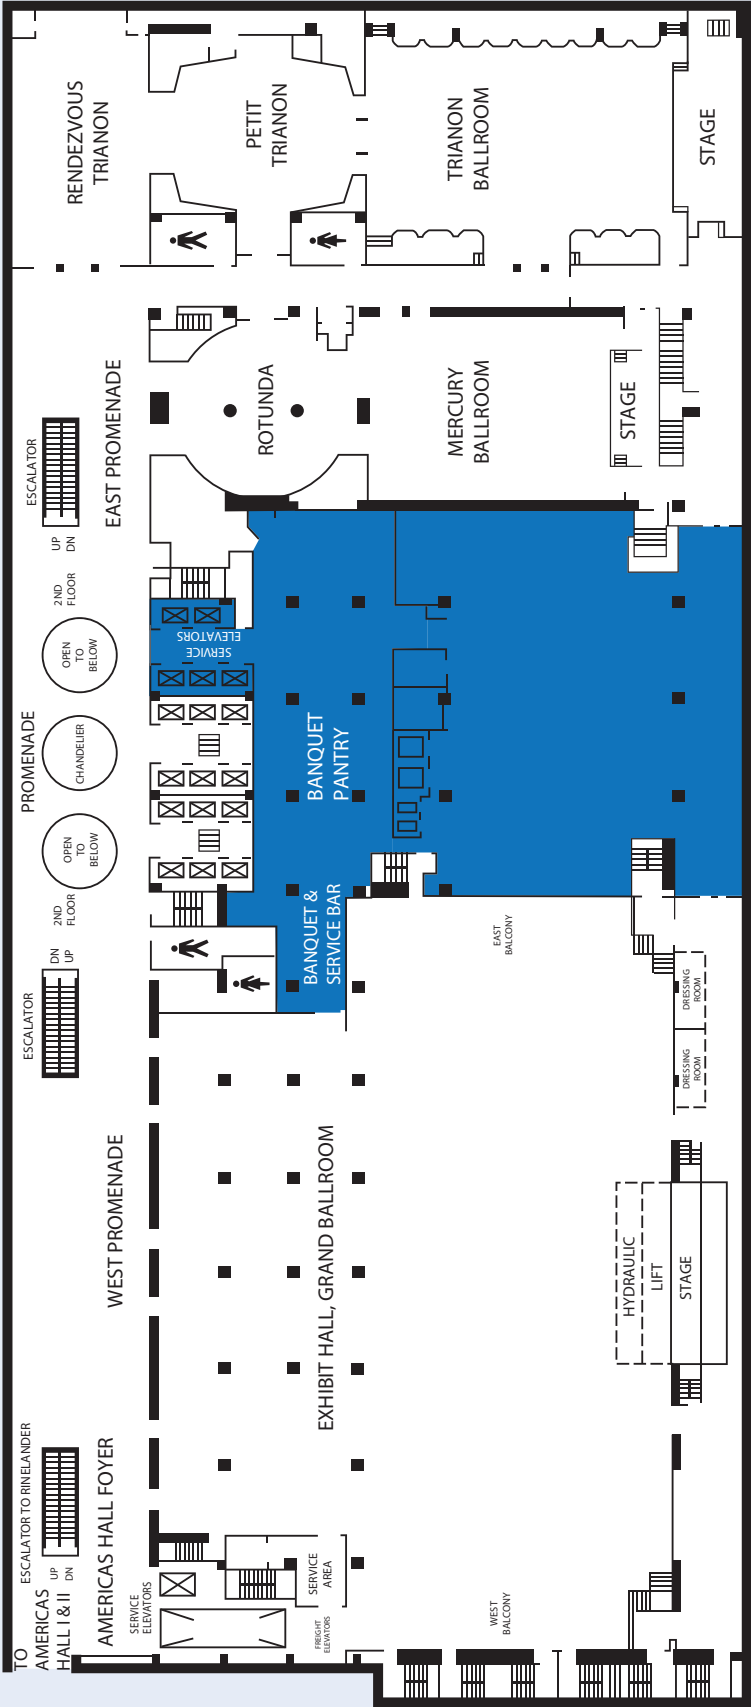 RENDEZVOUS
TRIANON
PETIT
TRIANON
TRIANON
BALLROOM
STAGE
EAST PROMENADE
ROTUNDA
MERCURY
BALLROOM
STAGE
ESCALATOR
UP
DN
2ND
FLOOR
OPEN
TO
BELOW
SERVICE
ELEVATORS
PROMENADE
CHANDELIER
BANQUET
PANTRY
OPEN
TO
BELOW
2ND
FLOOR
DN
UP
ESCALATOR
BANQUET &
SERVICE BAR
EAST
BALCONY
DRESSING
ROOM
DRESSING
ROOM
WEST PROMENADE
EXHIBIT HALL, GRAND BALLROOM
HYDRAULIC
LIFT
STAGE
ESCALATOR TO RINELANDER
UP
DN
AMERICAS HALL FOYER
TO
AMERICAS
HALL I & II
SERVICE
ELEVATORS
SERVICE
AREA
FREIGHT
ELEVATORS
WEST
BALCONY